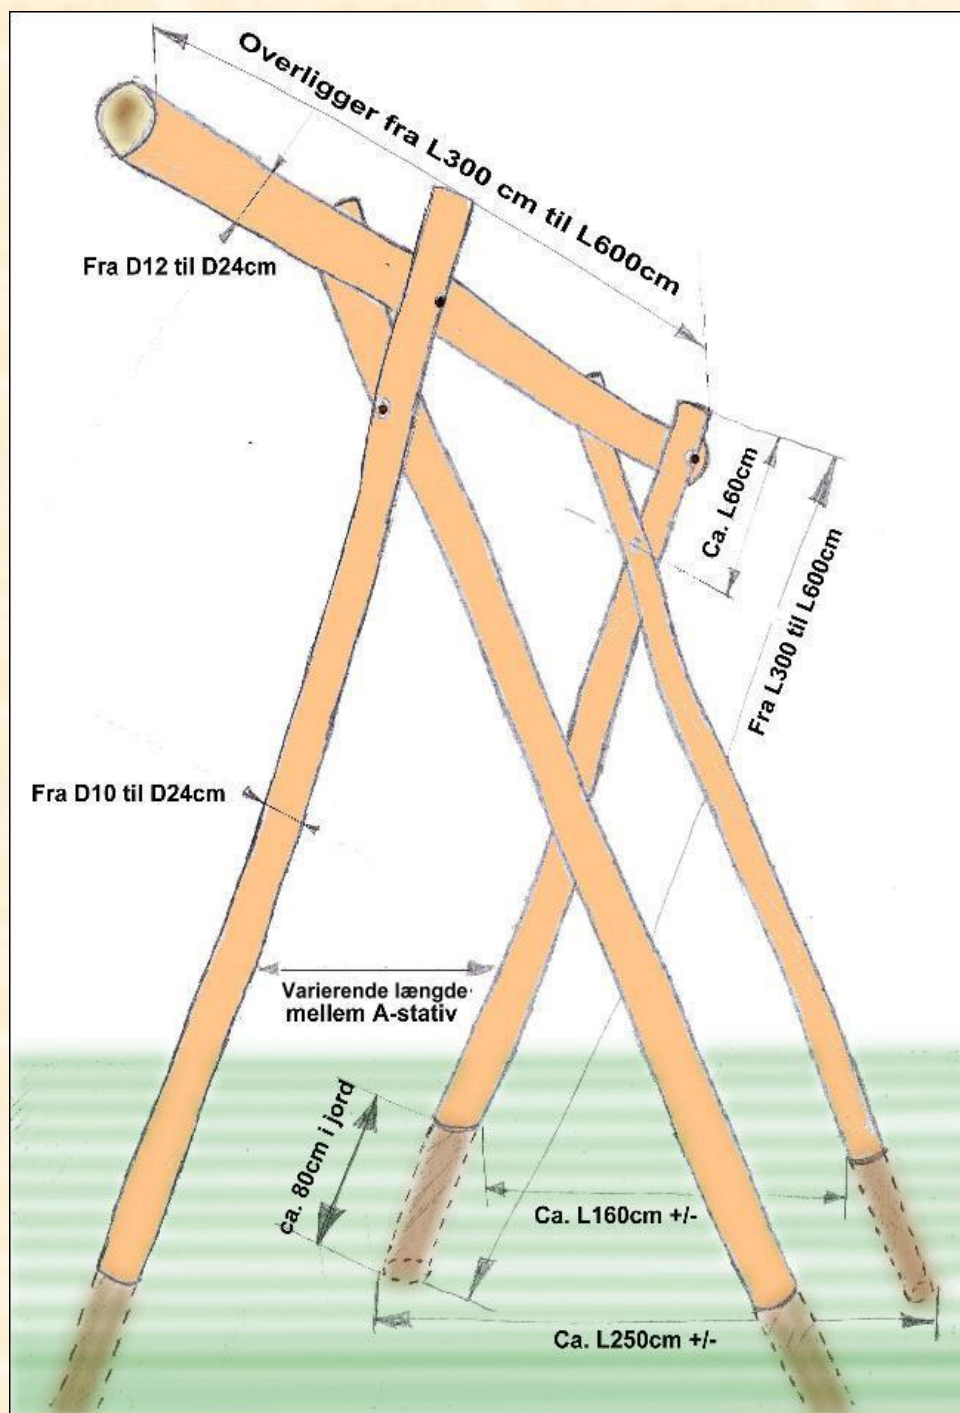 Overligger fra L300 cm til L600cm
Fra D12 til D24cm
Ca. L60cm
Fra L300 til L600cm
Fra D10 til D24cm
Varierende længde
mellem A-stativ
ca. 80cm i jord
Ca. L160cm +/-
Ca. L250cm +/-